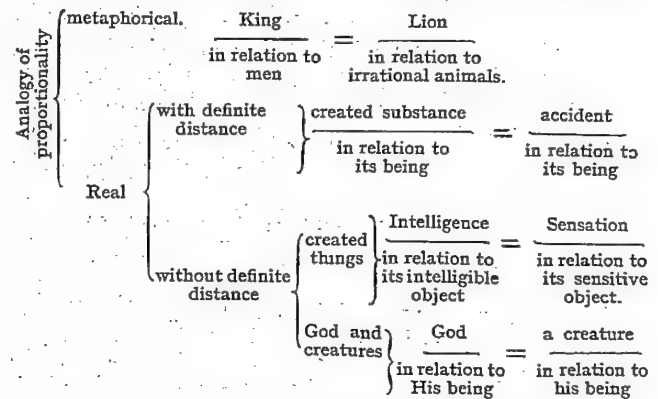 Analogy of
proportionality
metaphorical.
King
in relation to
men
=
Lion
in relation to
irrational animals.
Real
with definite
distance
created substance
in relation to
its being
=
accident
in relation to
its being
without definite
distance
created
things
Intelligence
in relation to
its intelligible
object
=
Sensation
in relation to
its sensitive
object.
God and
creatures
God
in relation to
His being
=
a creature
in relation to
his being